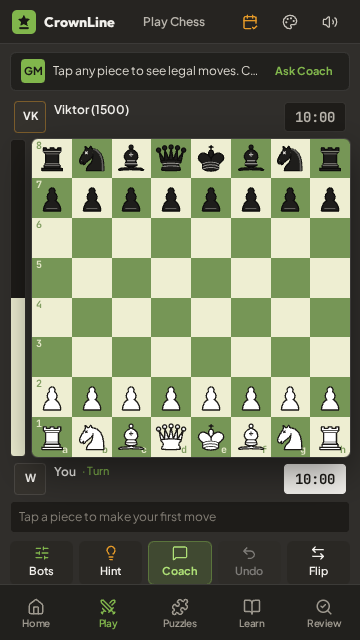 CrownLine Play Chess
GM Tap any piece to see legal moves. C... Ask Coach
VK Viktor (1500) 10:00
8
7
6
5
4
3
2
1
a b c d e f g h
W You · Turn 10:00
Tap a piece to make your first move
Bots Hint Coach Undo Flip
Home Play Puzzles Learn Review